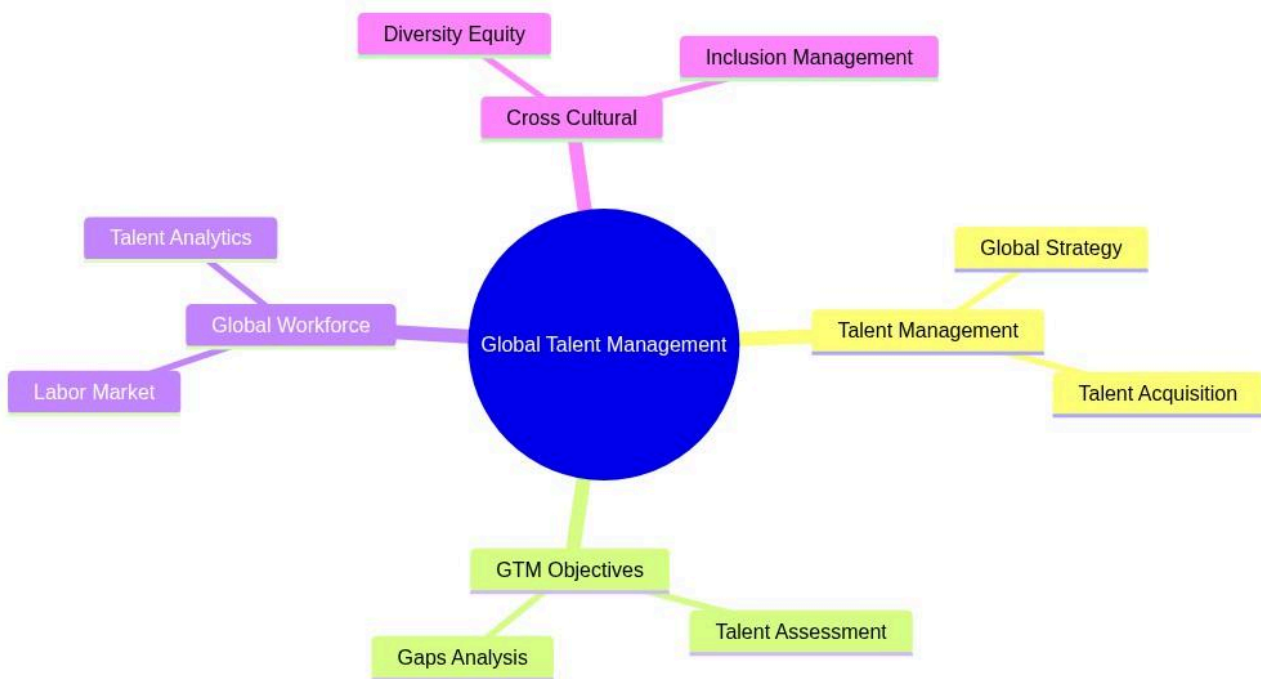 Diversity Equity
Inclusion Management
Cross Cultural
Talent Analytics
Global Strategy
Global Workforce
Global Talent Management
Talent Management
Labor Market
Talent Acquisition
GTM Objectives
Talent Assessment
Gaps Analysis